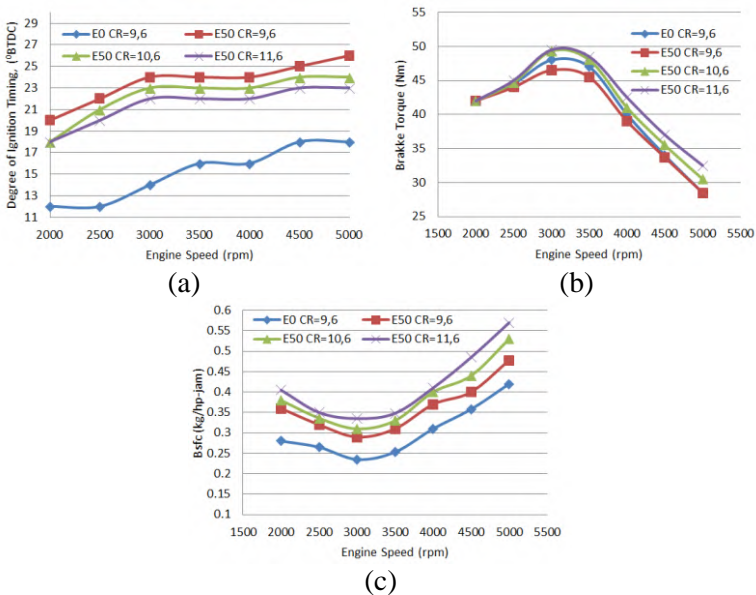 Degree of Ignition Timing, (⁰BTDC)
29
27
25
23
21
19
17
15
13
11
E0 CR=9,6
E50 CR=9,6
E50 CR=10,6
E50 CR=11,6
2000 2500 3000 3500 4000 4500 5000
Engine Speed (rpm)
(a)
Brakke Torque (Nm)
55
50
45
40
35
30
25
E0 CR=9,6
E50 CR=9,6
E50 CR=10,6
E50 CR=11,6
1500 2000 2500 3000 3500 4000 4500 5000 5500
Engine Speed (rpm)
(b)
Bsfc (kg/hp-jam)
0.6
0.55
0.5
0.45
0.4
0.35
0.3
0.25
0.2
0.15
0.1
E0 CR=9,6
E50 CR=9,6
E50 CR=10,6
E50 CR=11,6
1500 2000 2500 3000 3500 4000 4500 5000 5500
Engine Speed (rpm)
(c)